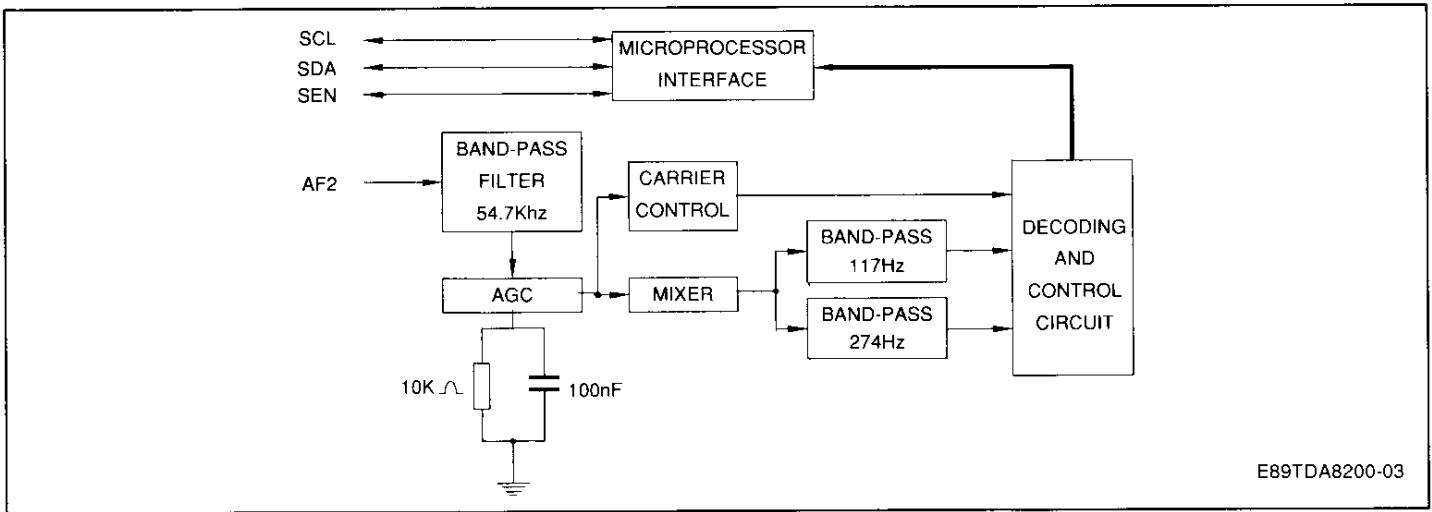 SCL
SDA
SEN
MICROPROCESSOR
INTERFACE
AF2
BAND-PASS
FILTER
54.7Khz
CARRIER
CONTROL
BAND-PASS
117Hz
DECODING
AND
CONTROL
CIRCUIT
AGC
MIXER
BAND-PASS
274Hz
10K
100nF
E89TDA8200-03